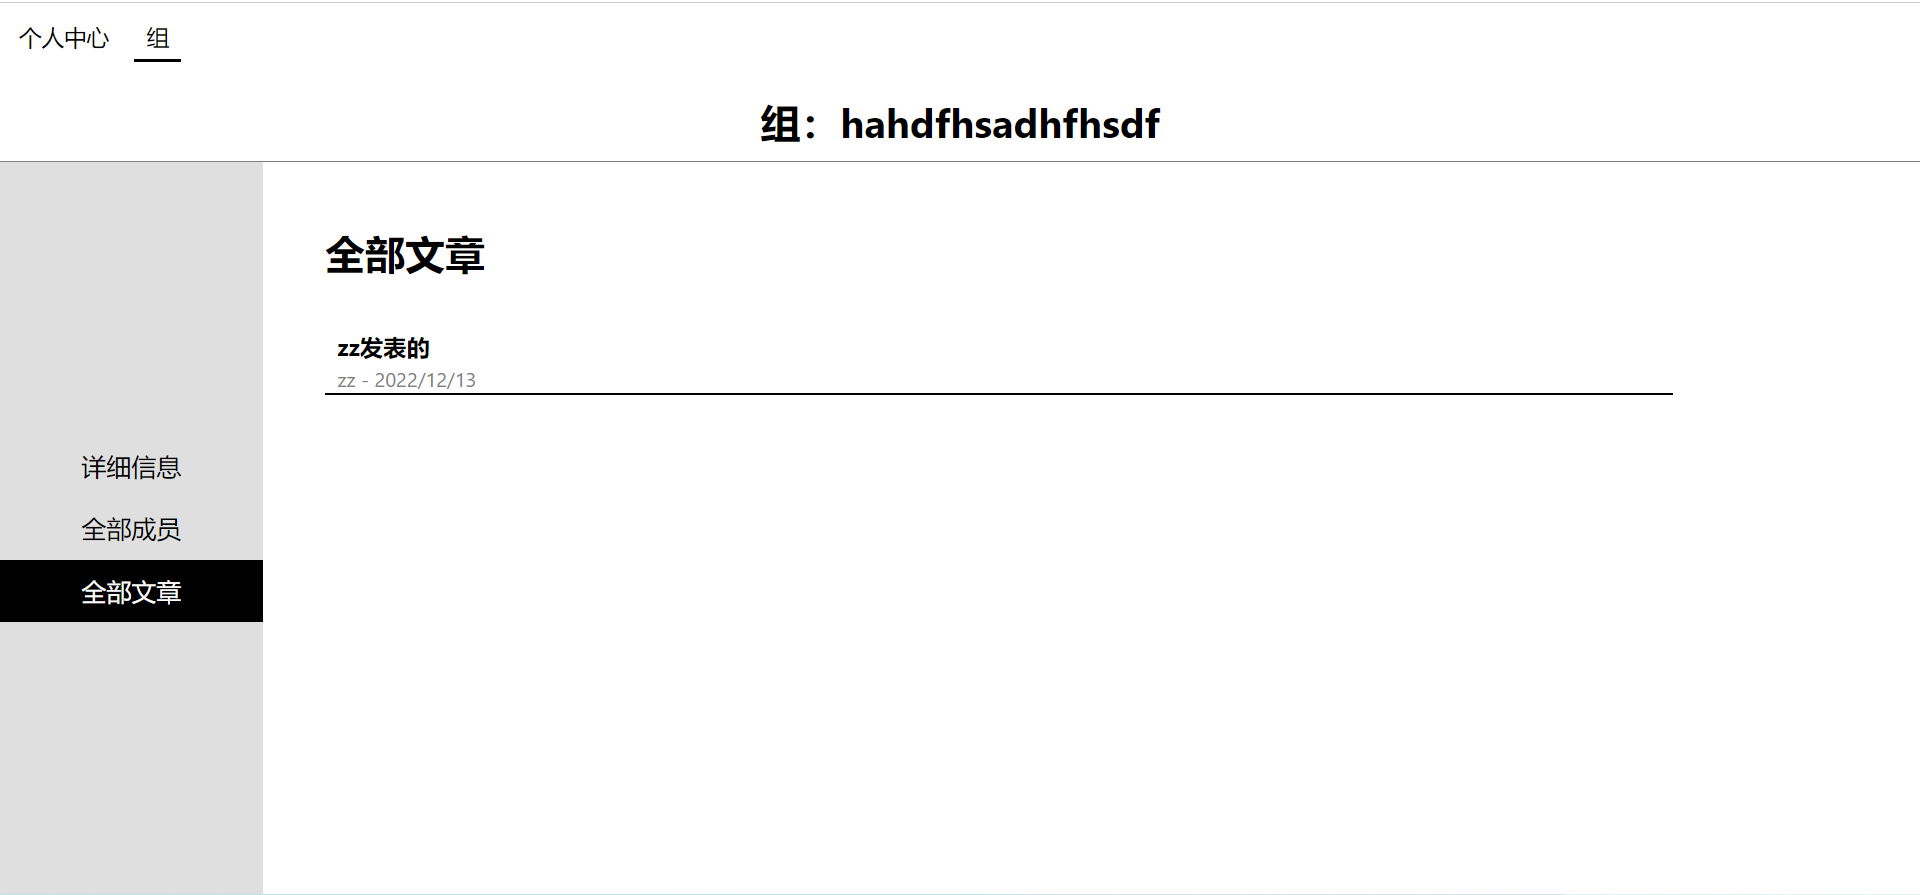 个人中心 组
组：hahdfhsadhfhsdf
全部文章
zz发表的
zz - 2022/12/13
详细信息
全部成员
全部文章